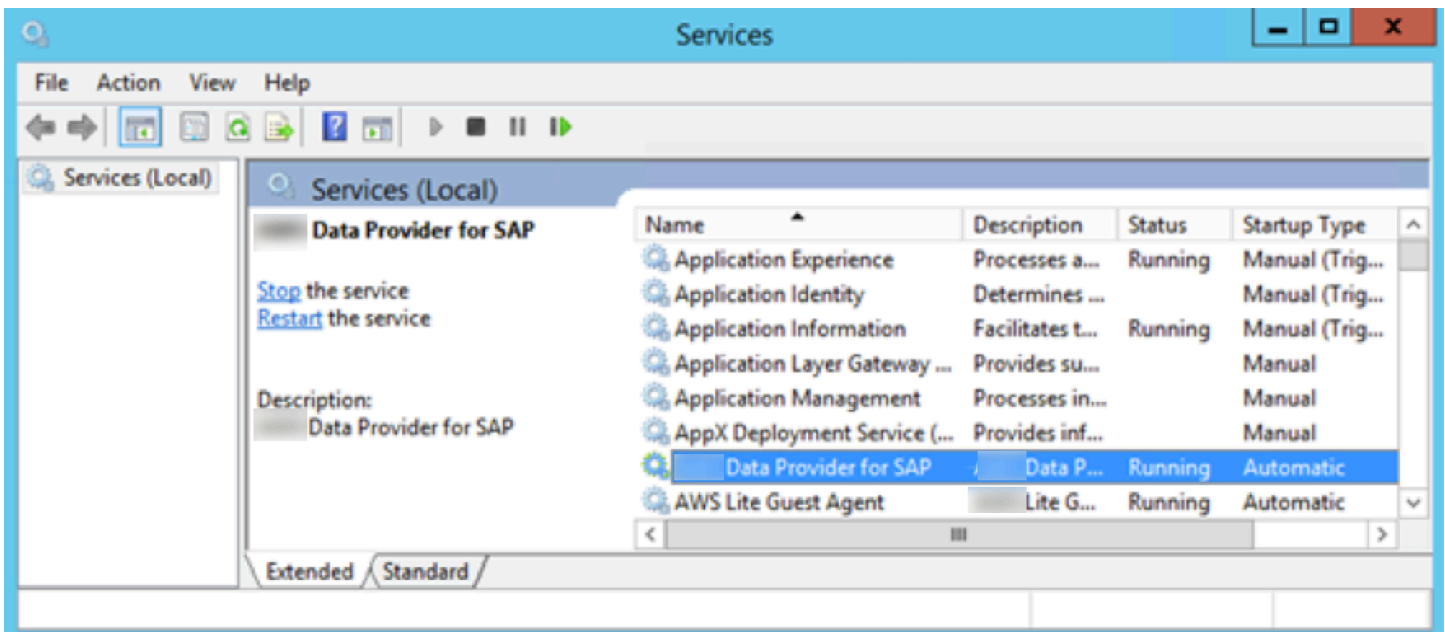 Services
File Action View Help
Services (Local)
Services (Local)
Data Provider for SAP
Stop the service
Restart the service
Description:
Data Provider for SAP
Name Description Status Startup Type
Application Experience Processes a... Running Manual (Trig...
Application Identity Determines ... Manual (Trig...
Application Information Facilitates t... Running Manual (Trig...
Application Layer Gateway ... Provides su... Manual
Application Management Processes in... Manual
AppX Deployment Service (... Provides inf... Manual
Data Provider for SAP Data P... Running Automatic
AWS Lite Guest Agent Lite G... Running Automatic
Extended Standard